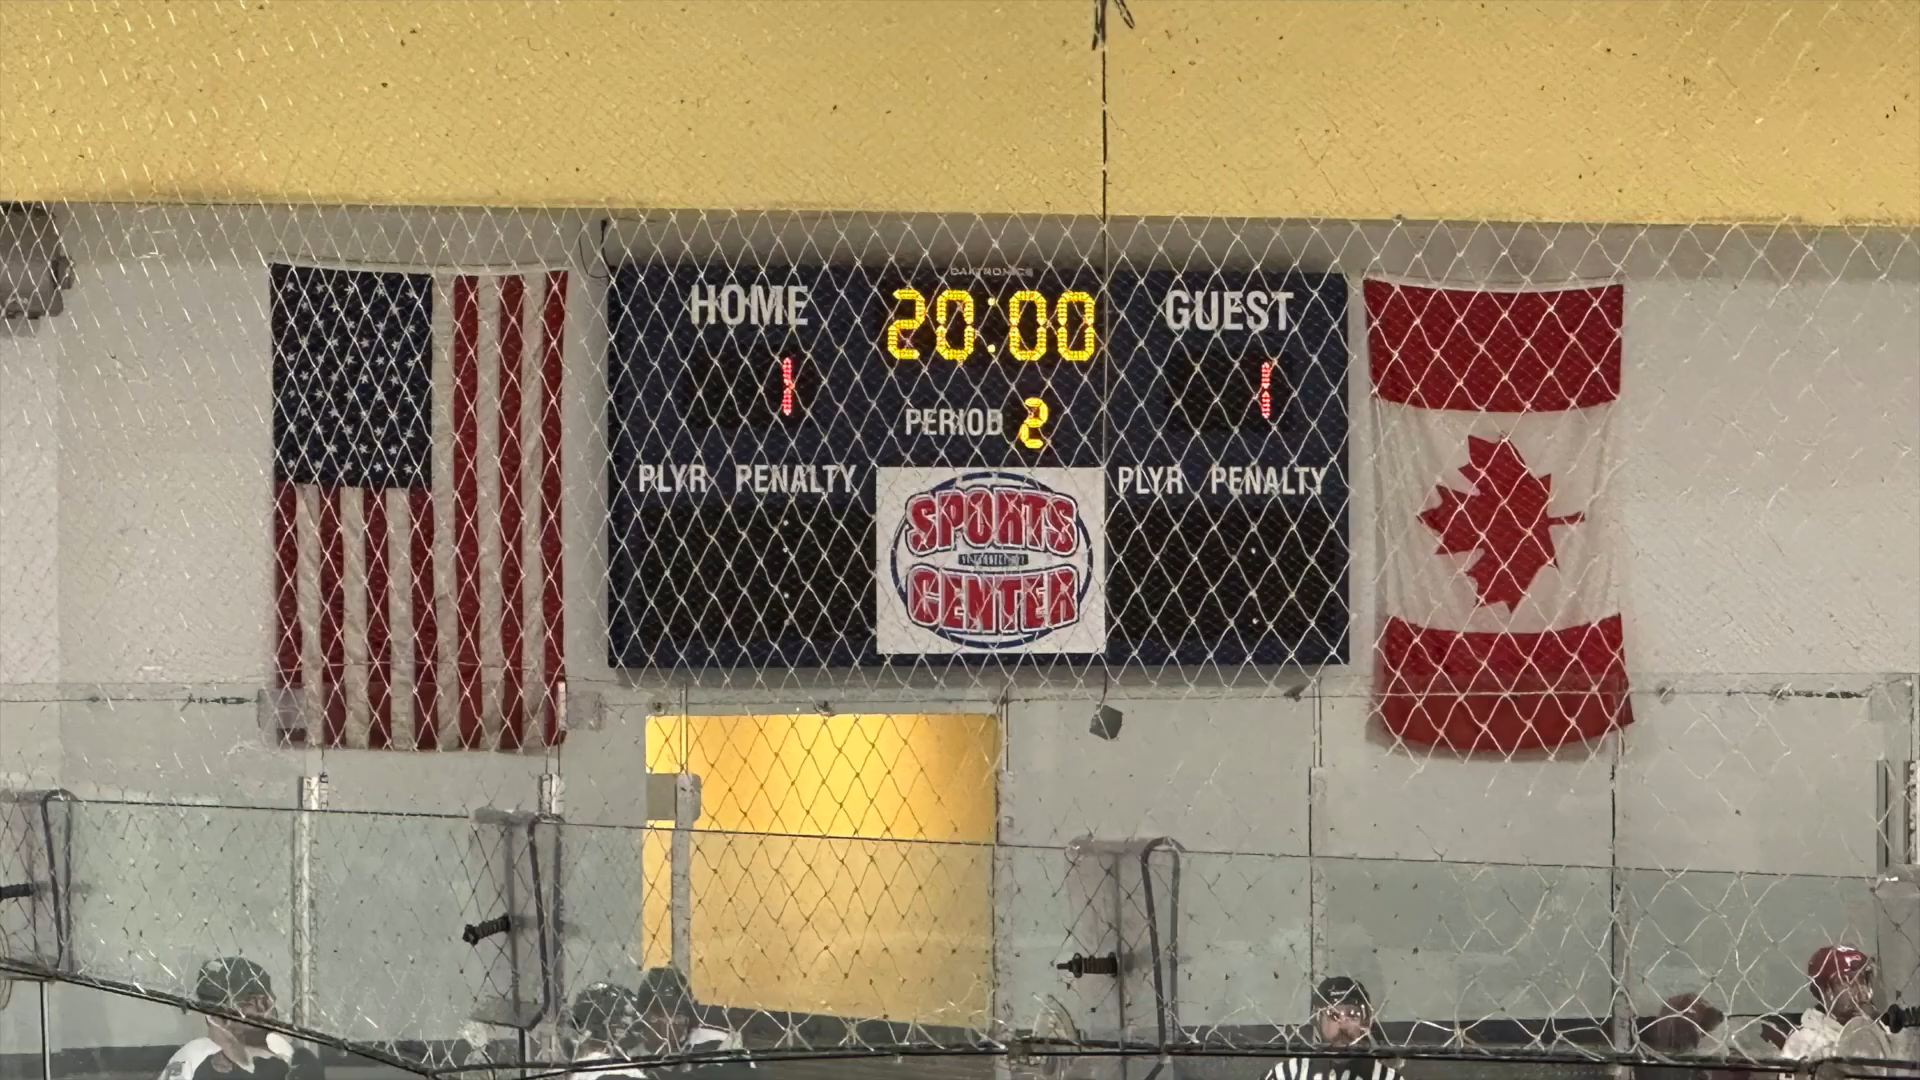 DAKTRONICS
HOME 20:00 GUEST
1 1
PERIOD 2
PLYR PENALTY PLYR PENALTY
SPORTS
CENTER